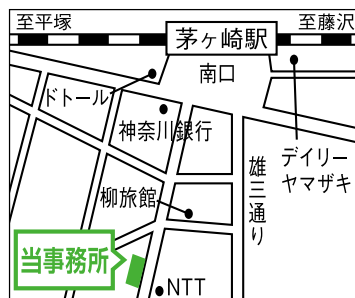 至平塚
至藤沢
茅ヶ崎駅
南口
ドトール
神奈川銀行
デイリー
ヤマザキ
雄三通り
柳旅館
当事務所
NTT